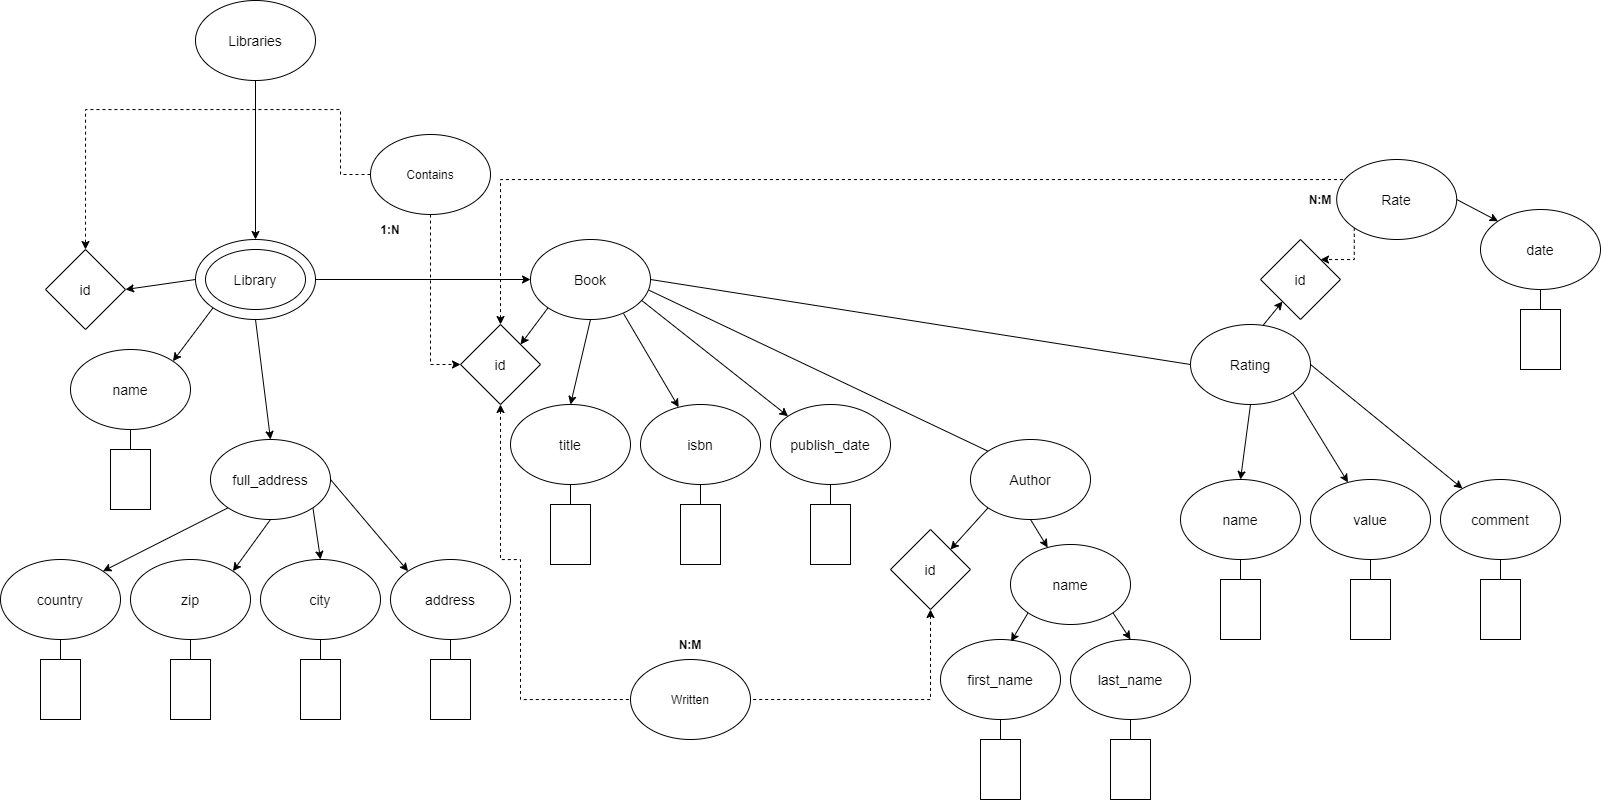 Libraries
Contains
1:N
N:M
Rate
date
id
Library
Book
id
id
Rating
name
title
isbn
publish_date
full_address
Author
name
value
comment
country
zip
city
address
id
name
N:M
Written
first_name
last_name